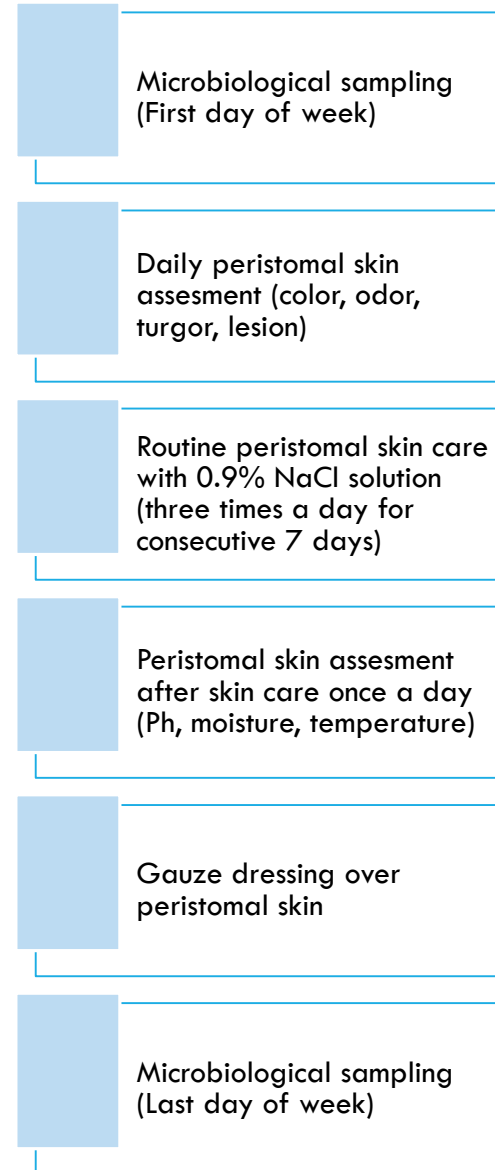 Microbiological sampling
(First day of week)
Daily peristomal skin
assesment (color, odor,
turgor, lesion)
Routine peristomal skin care
with 0.9% NaCl solution
(three times a day for
consecutive 7 days)
Peristomal skin assesment
after skin care once a day
(Ph, moisture, temperature)
Gauze dressing over
peristomal skin
Microbiological sampling
(Last day of week)